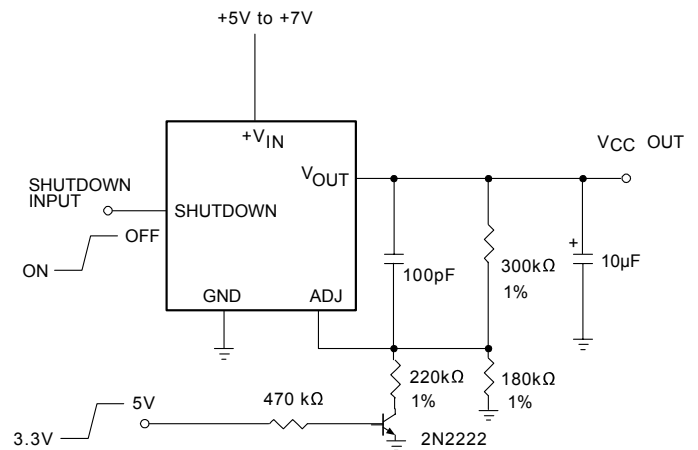 +5V to +7V
+VIN
VCC OUT
VOUT
SHUTDOWN
INPUT
SHUTDOWN
OFF
ON
300kΩ
1%
+
10µF
100pF
GND
ADJ
220kΩ
1%
180kΩ
1%
470 kΩ
5V
3.3V
2N2222